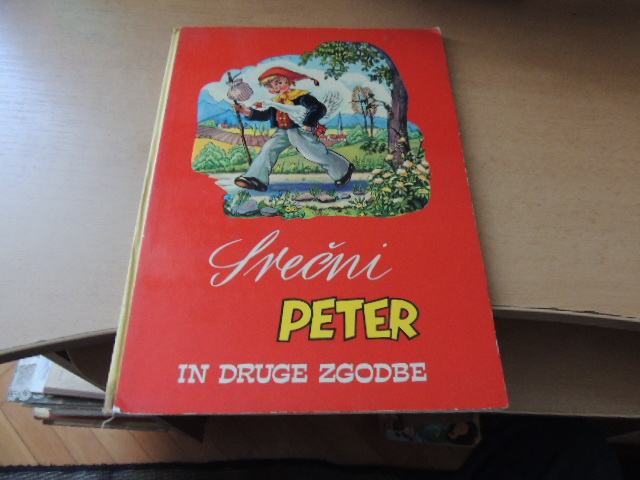 Srečni
PETER
IN DRUGE ZGODBE